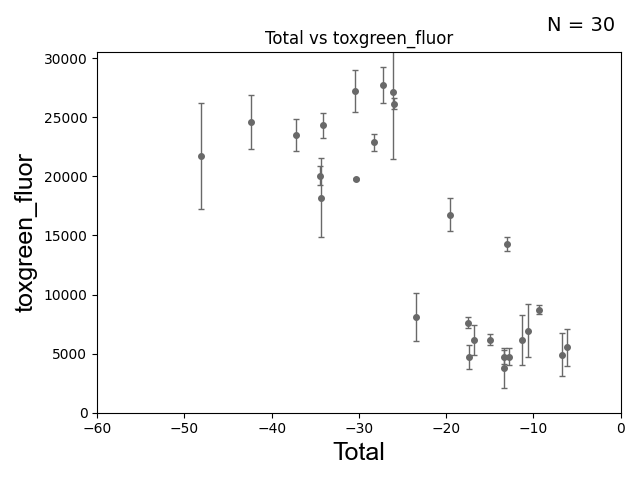 N = 30
Total vs toxgreen_fluor
30000
25000
20000
15000
10000
5000
0
toxgreen_fluor
−60 −50 −40 −30 −20 −10 0
Total